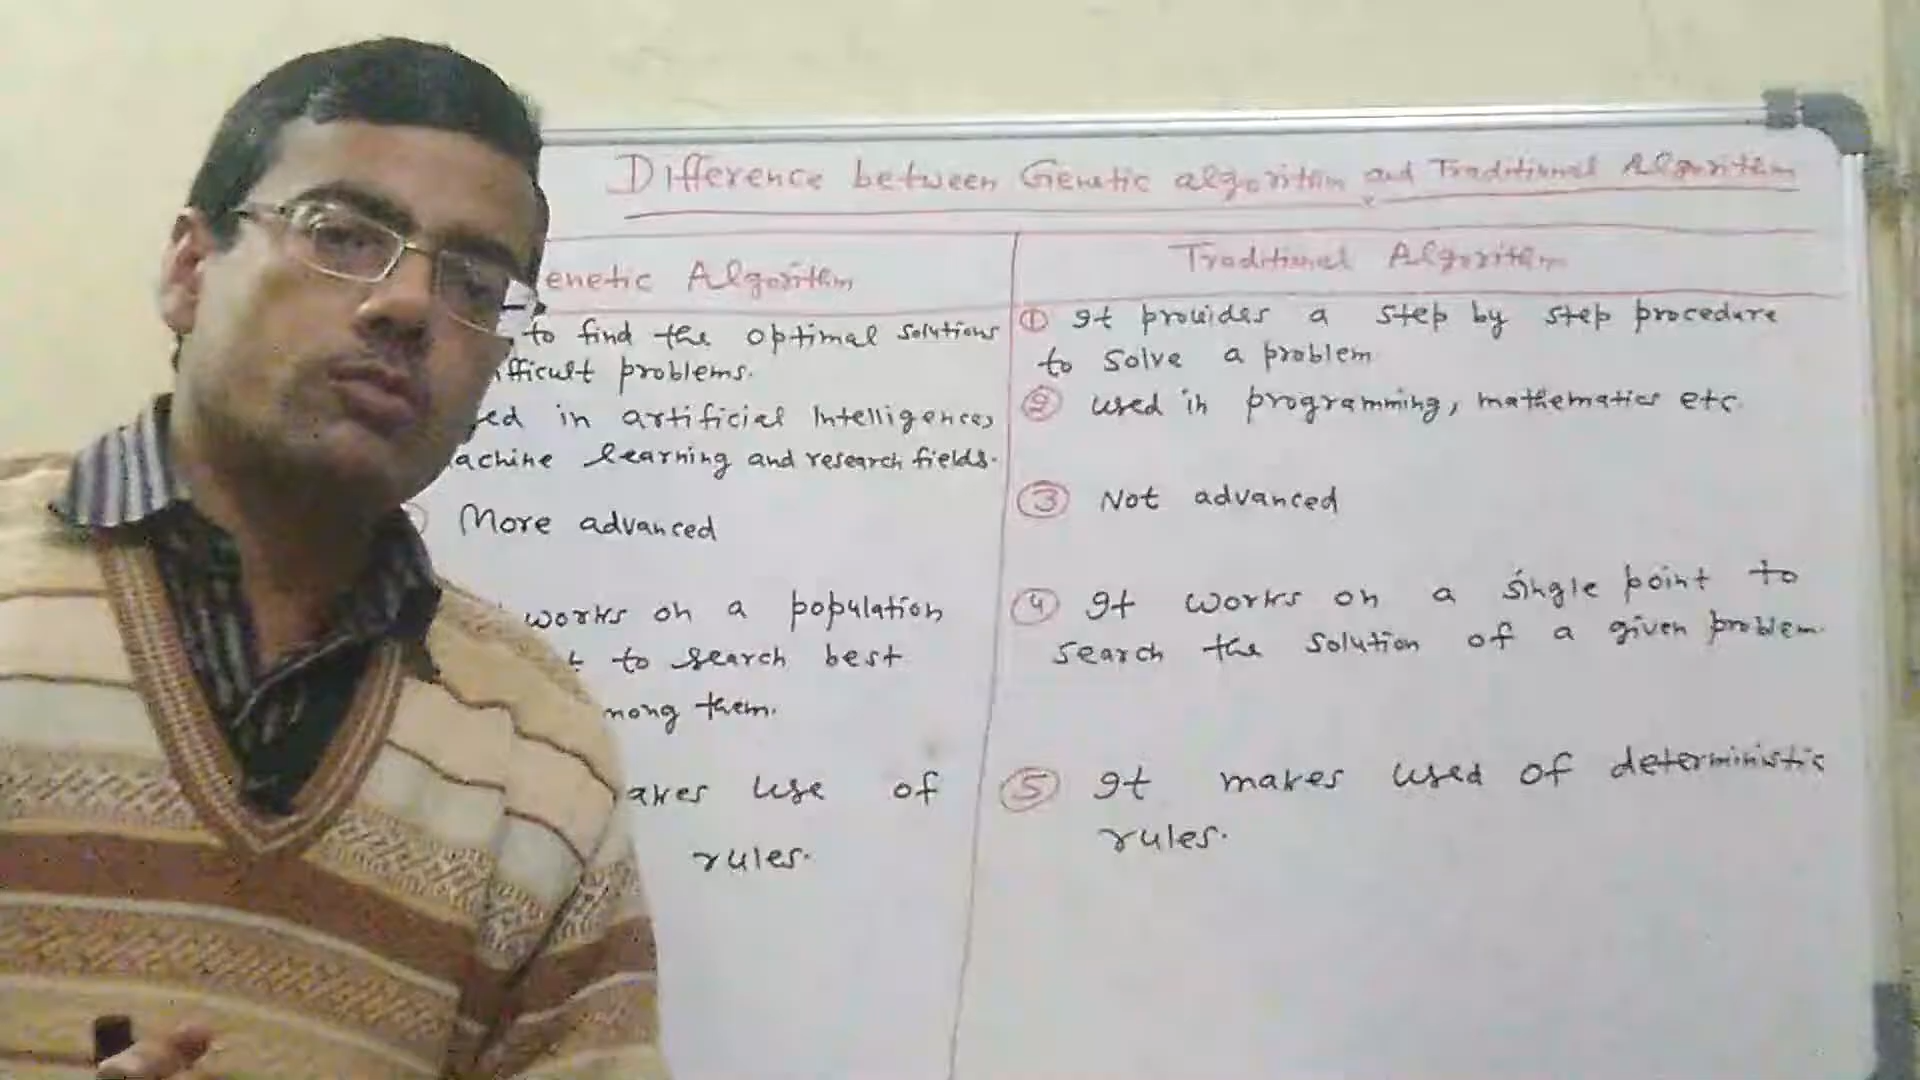 Difference between Genetic algorithm and Traditional Algorithm
enetic Algorithm
to find the optimal solutions
fficult problems.
ed in artificial Intelligence,
achine learning and research fields.
More advanced
works on a population
to search best
mong them.
akes use of
rules.
Traditional Algorithm
① It provides a step by step procedure
to solve a problem
② used in programming, mathematics etc.
③ Not advanced
④ It works on a single point to
search the solution of a given problem.
⑤ It makes used of deterministic
rules.